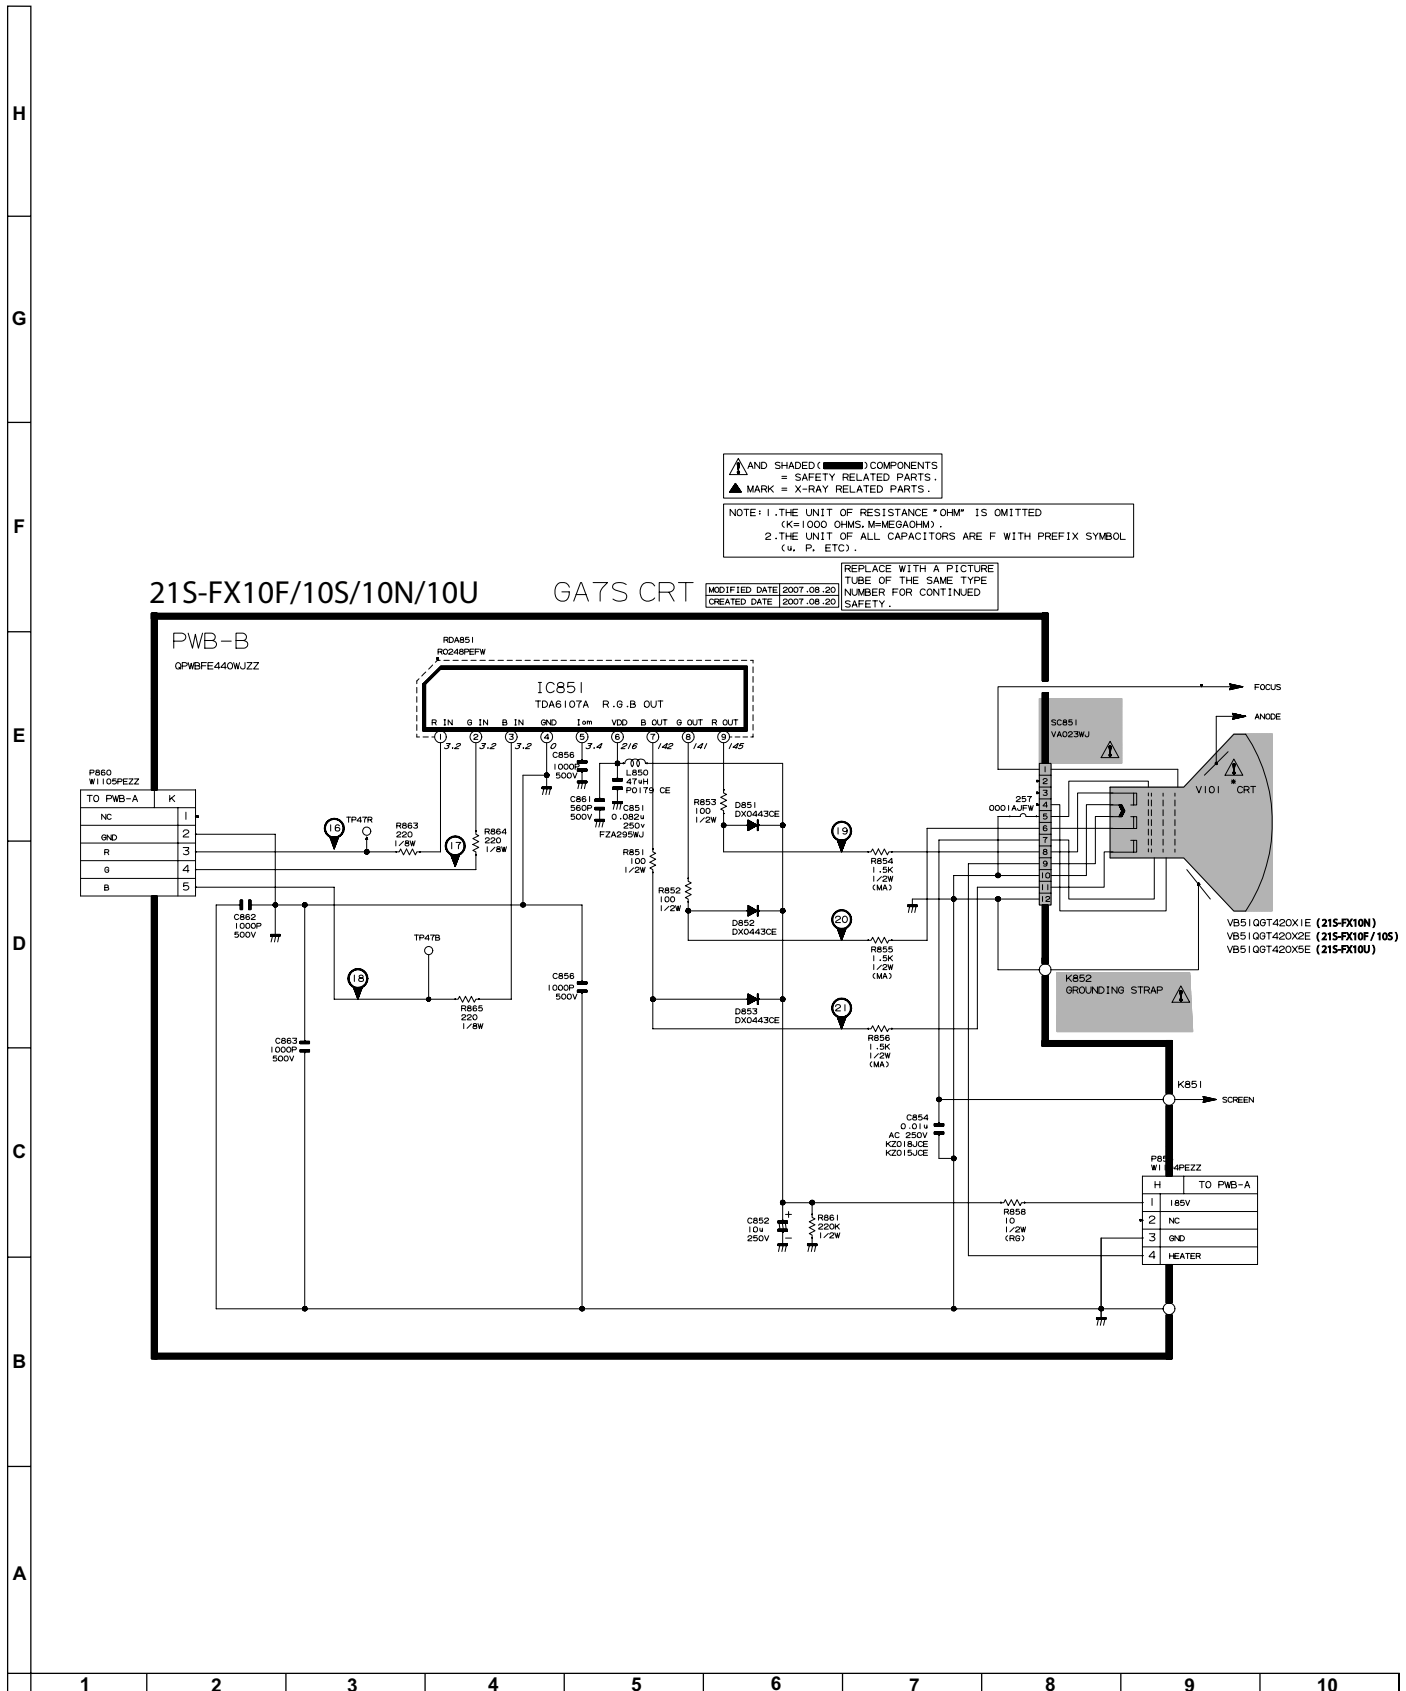 H
G
F
E
D
C
B
A
1 2 3 4 5 6 7 8 9 10
AND SHADED( ) COMPONENTS
= SAFETY RELATED PARTS.
MARK = X-RAY RELATED PARTS.
NOTE: 1.THE UNIT OF RESISTANCE "OHM" IS OMITTED
(K=1000 OHMS, M=MEGAOHM).
2.THE UNIT OF ALL CAPACITORS ARE F WITH PREFIX SYMBOL
(u, P, ETC).
REPLACE WITH A PICTURE
TUBE OF THE SAME TYPE
NUMBER FOR CONTINUED
SAFETY.
21S-FX10F/10S/10N/10U
GA7S CRT
MODIFIED DATE 2007.08.20
CREATED DATE 2007.08.20
PWB-B
QPWBFE440WJZZ
RDA851
R0248PEFW
IC851
TDA6107A R.G.B OUT
R IN G IN B IN GND Iom VDD B OUT G OUT R OUT
1 2 3 4 5 6 7 8 9
3.2 3.2 3.2 0 3.4 216 142 141 145
P860
W1105PEZZ
TO PWB-A K
NC 1
GND 2
R 3
G 4
B 5
16
TP47R
R863
220
1/8W
17
R864
220
1/8W
C856
1000P
500V
C861
560P
500V
L850
47uH
P0179 CE
C851
0.082u
250v
FZA295WJ
R851
100
1/2W
R852
100
1/2W
R853
100
1/2W
D851
DX0443CE
D852
DX0443CE
D853
DX0443CE
19
R854
1.5K
1/2W
(MA)
20
R855
1.5K
1/2W
(MA)
21
R856
1.5K
1/2W
(MA)
C862
1000P
500V
TP47B
18
R865
220
1/8W
C856
1000P
500V
C863
1000P
500V
257
0001AJFW
SC851
VA023WJ
1
2
3
4
5
6
7
8
9
10
11
12
FOCUS
ANODE
V101 * CRT
VB51QGT420X1E (21S-FX10N)
VB51QGT420X2E (21S-FX10F/10S)
VB51QGT420X5E (21S-FX10U)
K852
GROUNDING STRAP
K851
SCREEN
C854
0.01u
AC 250V
KZ018JCE
KZ015JCE
C852
10u
250V
+
-
R861
220K
1/2W
R858
10
1/2W
(RG)
H TO PWB-A
1 185V
2 NC
3 GND
4 HEATER